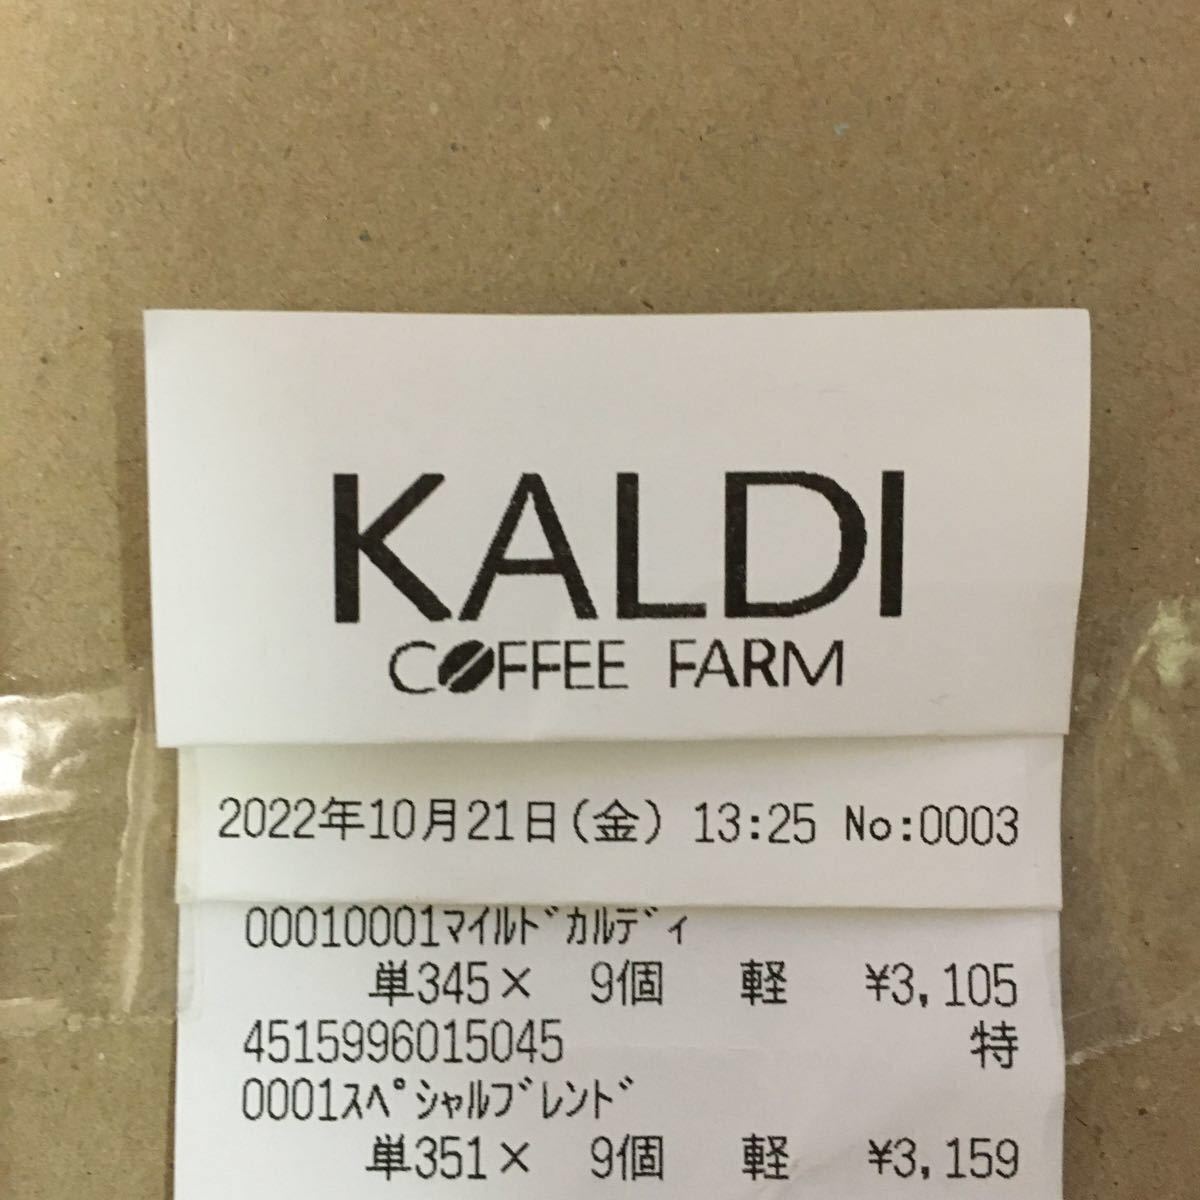 KALDI
COFFEE FARM
2022年10月21日(金) 13:25 No:0003
00010001ﾏｲﾙﾄﾞｶﾙﾃﾞｨ
単345× 9個 軽 ¥3,105
4515996015045 特
0001ｽﾍﾟｼｬﾙﾌﾞﾚﾝﾄﾞ
単351× 9個 軽 ¥3,159